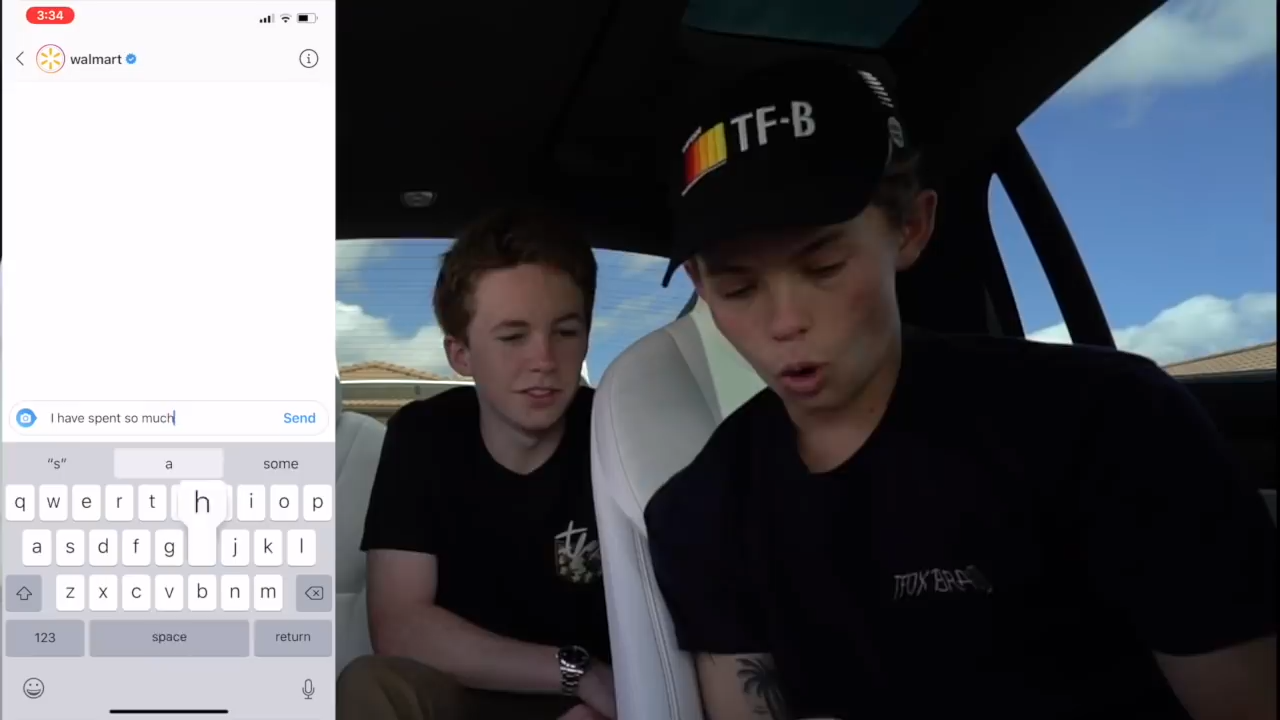 3:34
walmart
I have spent so much
Send
“s” a some
q w e r t h i o p
a s d f g j k l
z x c v b n m
123 space return
TF-B